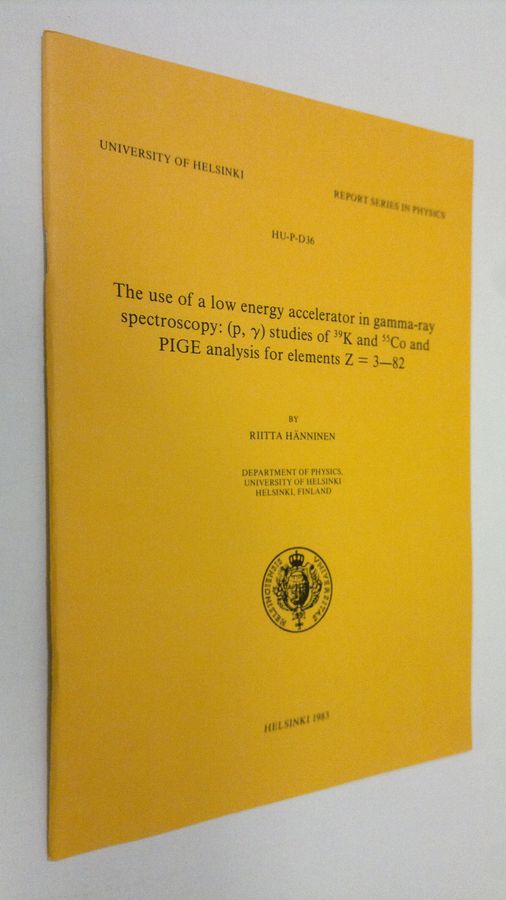 UNIVERSITY OF HELSINKI
REPORT SERIES IN PHYSICS
HU-P-D36
The use of a low energy accelerator in gamma-ray
spectroscopy: (p, γ) studies of ³⁹K and ⁵⁵Co and
PIGE analysis for elements Z = 3—82
BY
RIITTA HÄNNINEN
DEPARTMENT OF PHYSICS,
UNIVERSITY OF HELSINKI
HELSINKI, FINLAND
UNIVERSITAS
HELSINGIENSIS
HELSINKI 1983